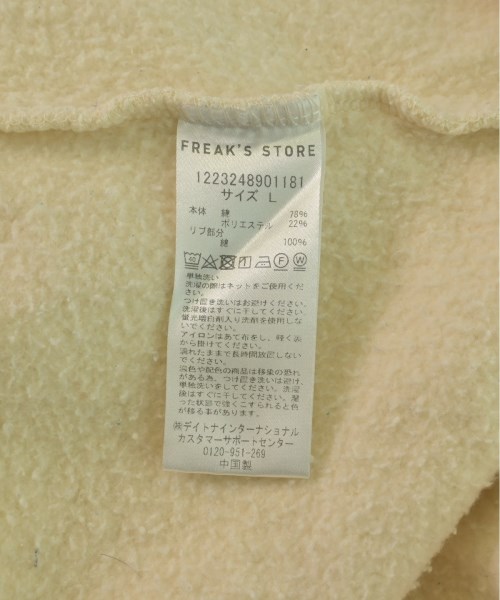 FREAK'S STORE
1223248901181
サイズ L
本体 綿 78%
ポリエステル 22%
リブ部分
綿 100%
単独洗い
洗濯の際はネットをご使用くだ
さい。
つけ置き洗いはお避けください。
洗濯後はすぐに干してください。
蛍光増白剤入り洗剤を使用しな
いでください。
アイロンはあて布をし、軽く裏
から掛けてください。
濡れたままで長時間放置しない
でください。
濃色や配色の商品は移染の恐れ
がある為、つけ置き洗いは避け、
単独洗いをしてください。洗濯
後はすぐに干してください。湿
った状態で強くこすられると色
が移る事があります。
㈱デイトナインターナショナル
カスタマーサポートセンター
0120-951-269
中国製